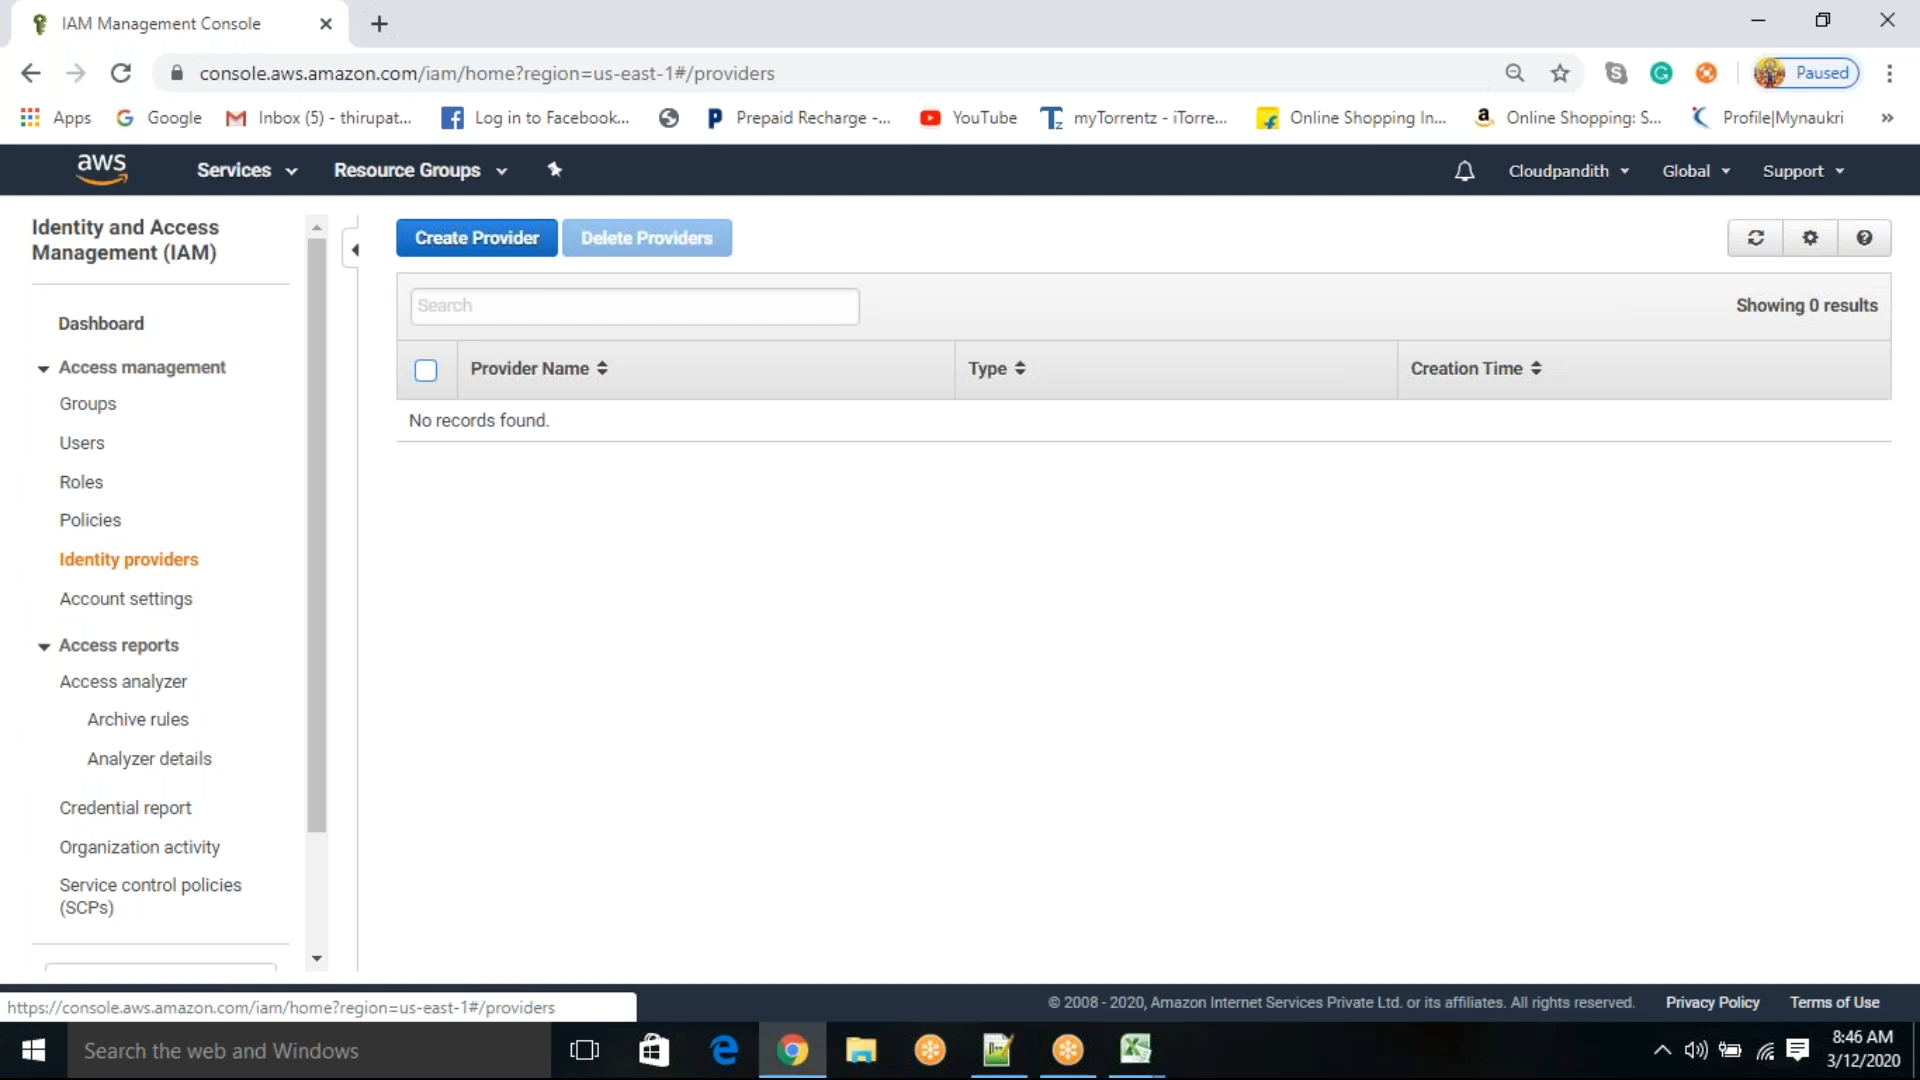 IAM Management Console
console.aws.amazon.com/iam/home?region=us-east-1#/providers
Paused
Apps
Google
Inbox (5) - thirupat...
Log in to Facebook...
Prepaid Recharge -...
YouTube
myTorrentz - iTorre...
Online Shopping In...
Online Shopping: S...
Profile|Mynaukri
»
aws
Services
Resource Groups
Cloudpandith
Global
Support
Identity and Access
Management (IAM)
Dashboard
Access management
Groups
Users
Roles
Policies
Identity providers
Account settings
Access reports
Access analyzer
Archive rules
Analyzer details
Credential report
Organization activity
Service control policies
(SCPs)
Create Provider
Delete Providers
Search
Showing 0 results
Provider Name
Type
Creation Time
No records found.
https://console.aws.amazon.com/iam/home?region=us-east-1#/providers
© 2008 - 2020, Amazon Internet Services Private Ltd. or its affiliates. All rights reserved.
Privacy Policy
Terms of Use
Search the web and Windows
8:46 AM
3/12/2020